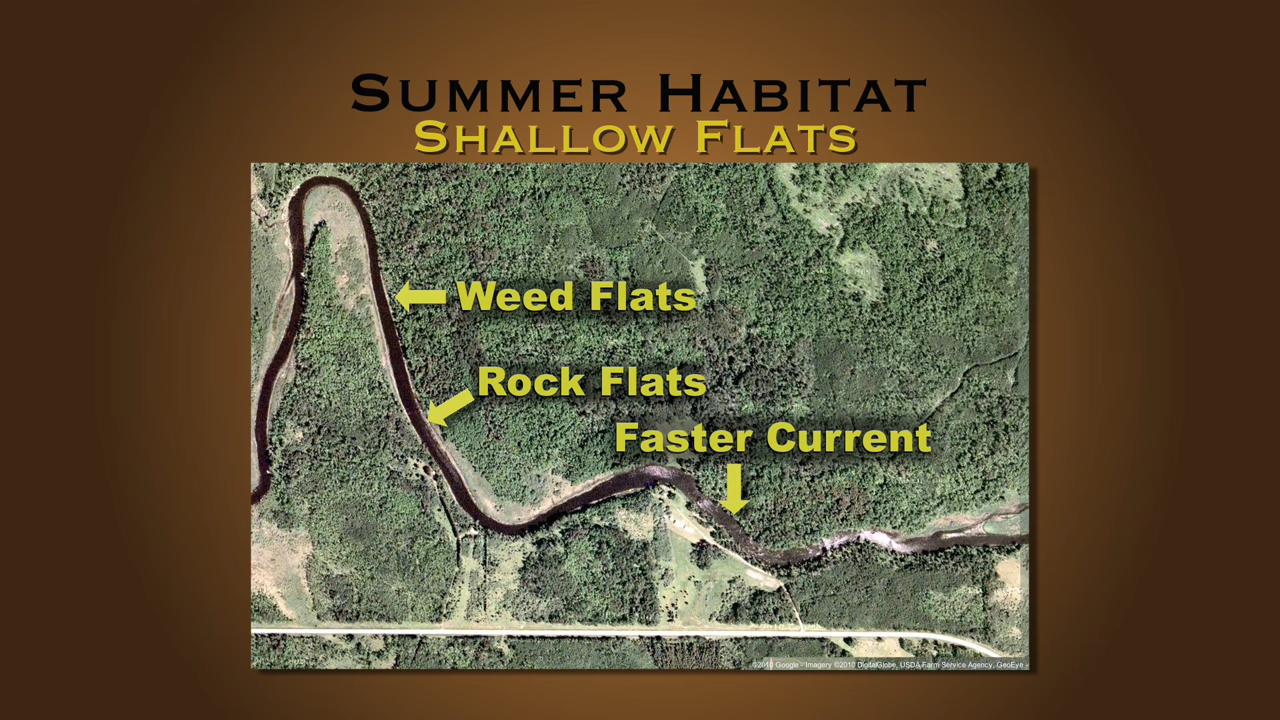 SUMMER HABITAT
SHALLOW FLATS
Weed Flats
Rock Flats
Faster Current
©2010 Google - Imagery ©2010 DigitalGlobe, USDA Farm Service Agency, GeoEye -